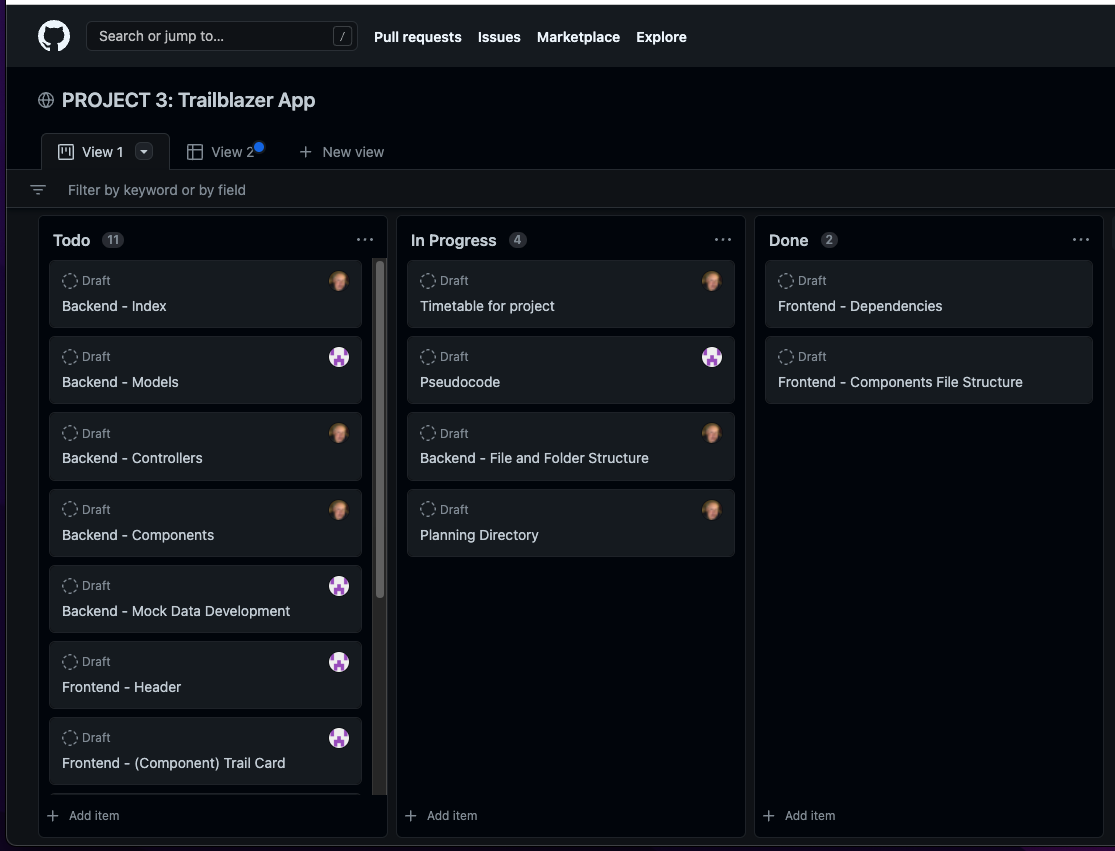 Search or jump to...
/
Pull requests
Issues
Marketplace
Explore
PROJECT 3: Trailblazer App
View 1
View 2
New view
Filter by keyword or by field
Todo 11
Draft
Backend - Index
Draft
Backend - Models
Draft
Backend - Controllers
Draft
Backend - Components
Draft
Backend - Mock Data Development
Draft
Frontend - Header
Draft
Frontend - (Component) Trail Card
Add item
In Progress 4
Draft
Timetable for project
Draft
Pseudocode
Draft
Backend - File and Folder Structure
Draft
Planning Directory
Add item
Done 2
Draft
Frontend - Dependencies
Draft
Frontend - Components File Structure
Add item